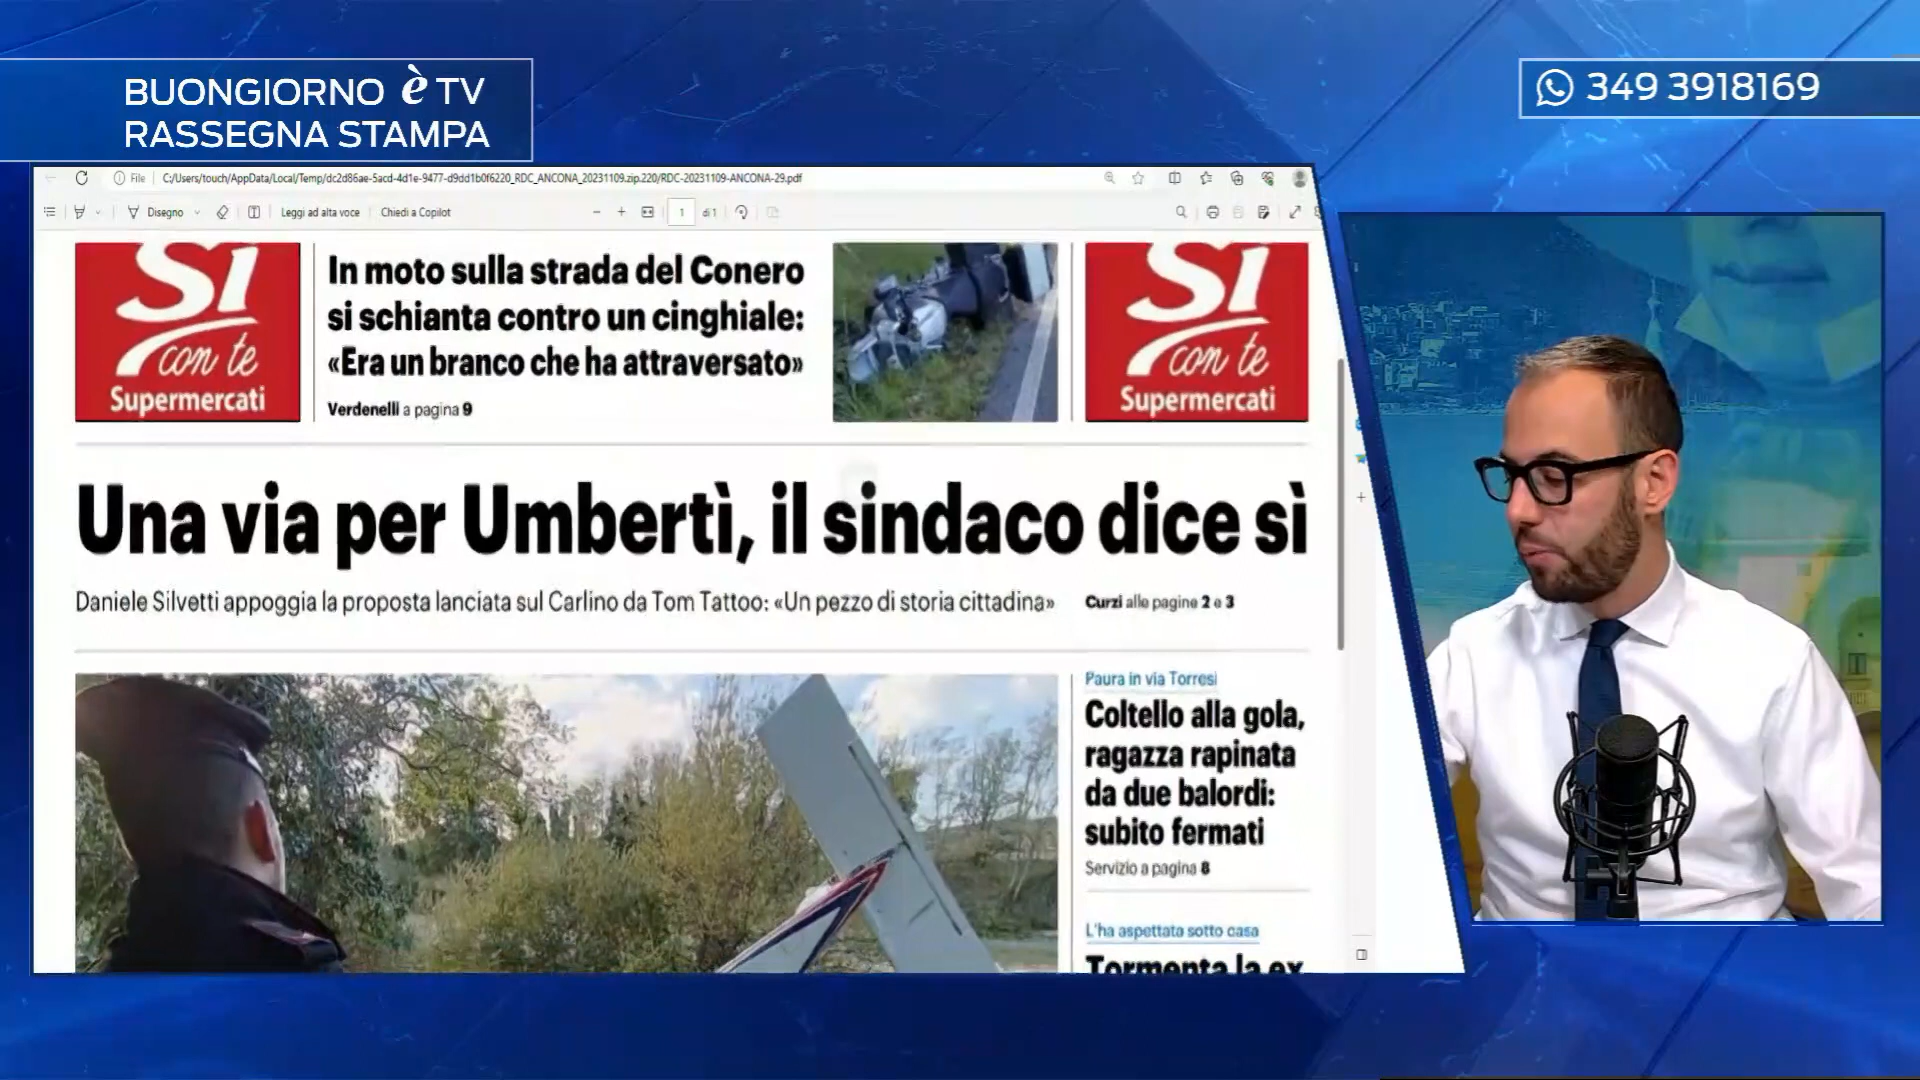 BUONGIORNO è TV
RASSEGNA STAMPA
349 3918169
File C:/Users/touch/AppData/Local/Temp/dc2d86ae-5acd-4d1e-9477-d9dd1b0f6220_RDC_ANCONA_20231109.zip.220/RDC-20231109-ANCONA-29.pdf
Disegno Leggi ad alta voce Chiedi a Copilot 1 di 1
Sì
con te
Supermercati
In moto sulla strada del Conero
si schianta contro un cinghiale:
«Era un branco che ha attraversato»
Verdenelli a pagina 9
Sì
con te
Supermercati
Una via per Umbertì, il sindaco dice sì
Daniele Silvetti appoggia la proposta lanciata sul Carlino da Tom Tattoo: «Un pezzo di storia cittadina»
Curzi alle pagine 2 e 3
Paura in via Torresi
Coltello alla gola,
ragazza rapinata
da due balordi:
subito fermati
Servizio a pagina 8
L'ha aspettata sotto casa
Tormenta la ex